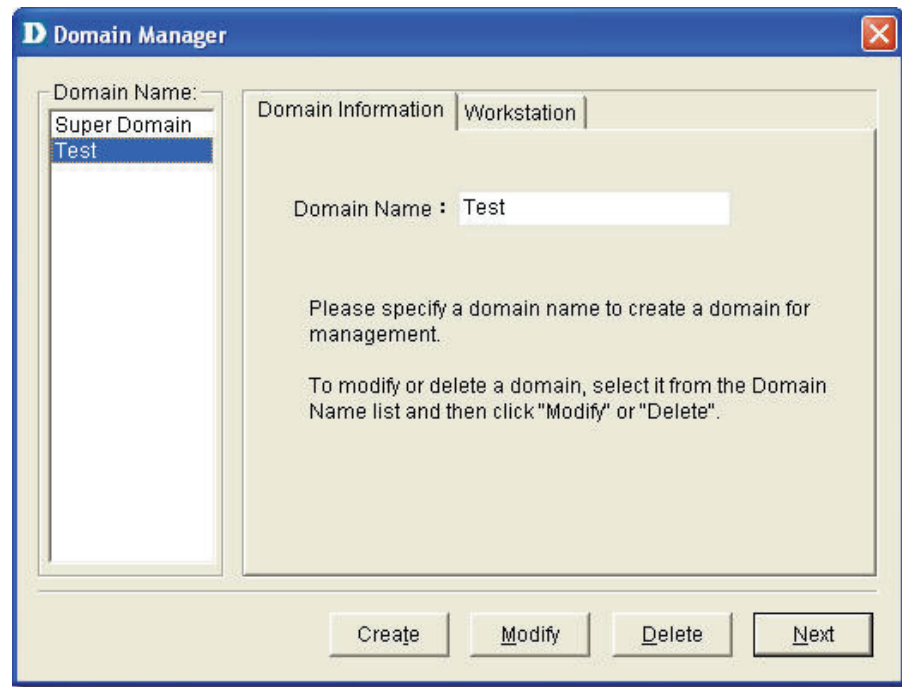 D Domain Manager
Domain Name:
Super Domain
Test
Domain Information
Workstation
Domain Name : Test
Please specify a domain name to create a domain for
management.
To modify or delete a domain, select it from the Domain
Name list and then click "Modify" or "Delete".
Create
Modify
Delete
Next